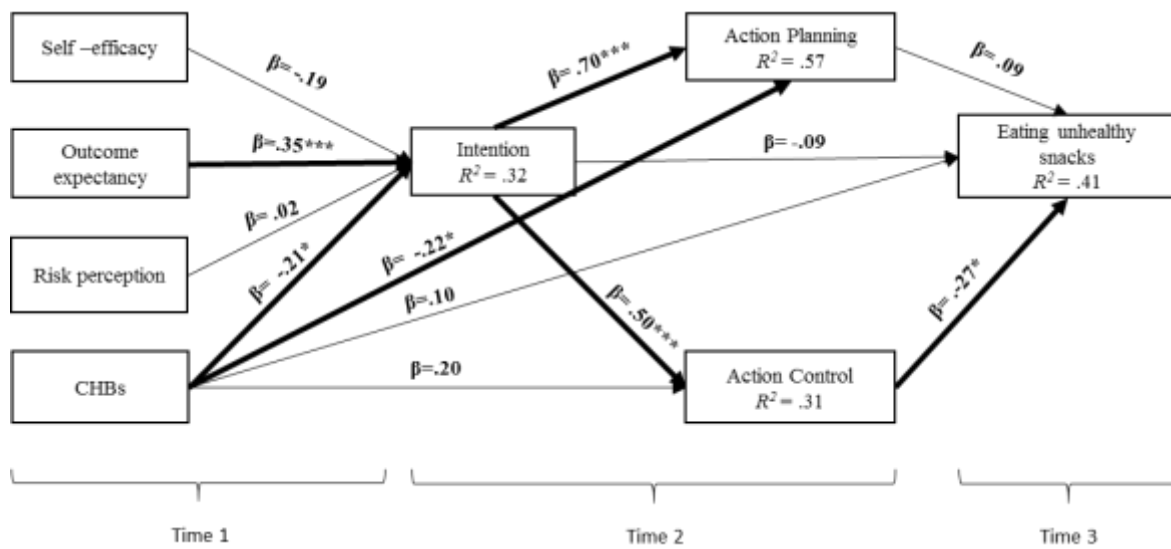 Self –efficacy
Outcome
expectancy
Risk perception
CHBs
β=-.19
β=.35***
β= .02
β= -.21*
Intention
R² = .32
β= .70***
β= -.22*
β= -.09
β=.10
β= .50***
β=.20
Action Planning
R² = .57
Action Control
R² = .31
β= .09
β= .-27*
Eating unhealthy
snacks
R² = .41
Time 1
Time 2
Time 3